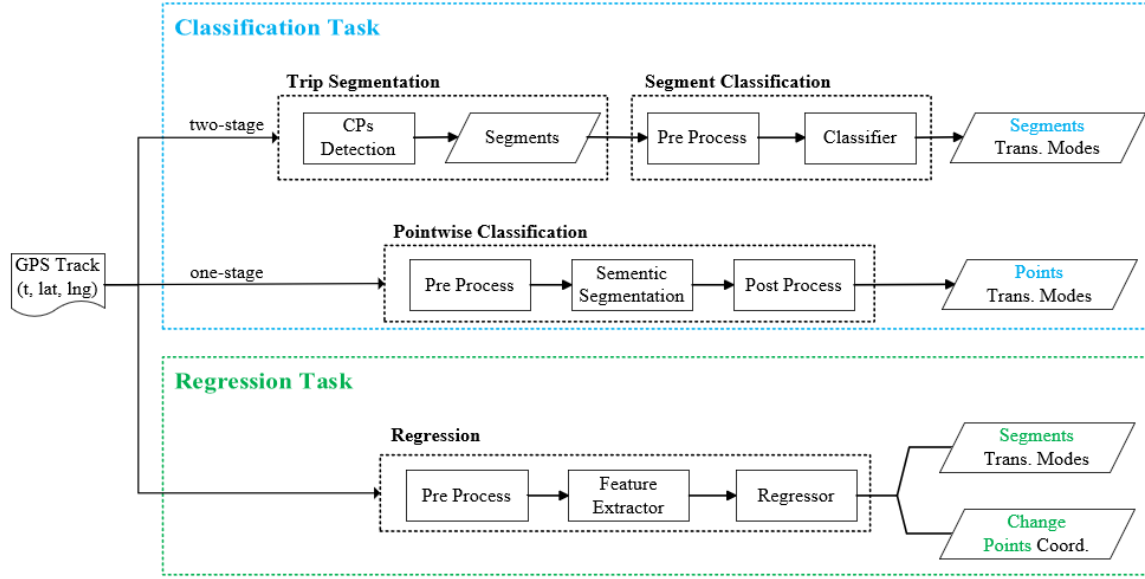 Classification Task
Trip Segmentation
Segment Classification
two-stage
CPs
Detection
Segments
Pre Process
Classifier
Segments
Trans. Modes
Pointwise Classification
GPS Track
(t, lat, lng)
one-stage
Pre Process
Sementic
Segmentation
Post Process
Points
Trans. Modes
Regression Task
Regression
Pre Process
Feature
Extractor
Regressor
Segments
Trans. Modes
Change
Points Coord.